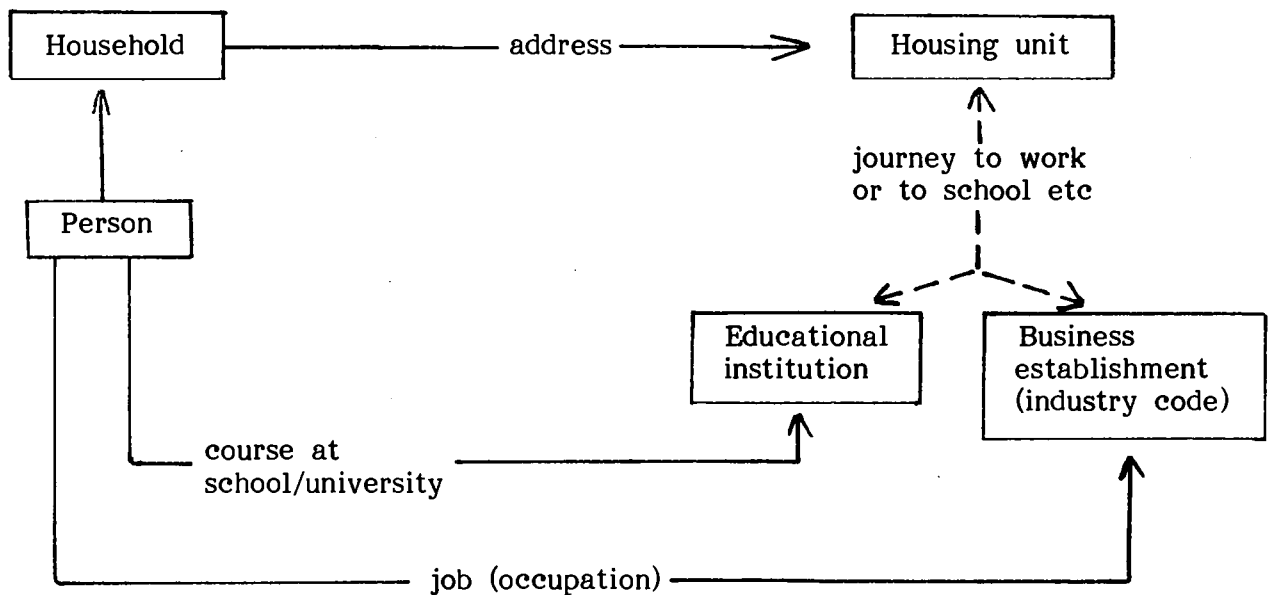 Household
address
Housing unit
journey to work
or to school etc
Person
Educational
institution
Business
establishment
(industry code)
course at
school/university
job (occupation)